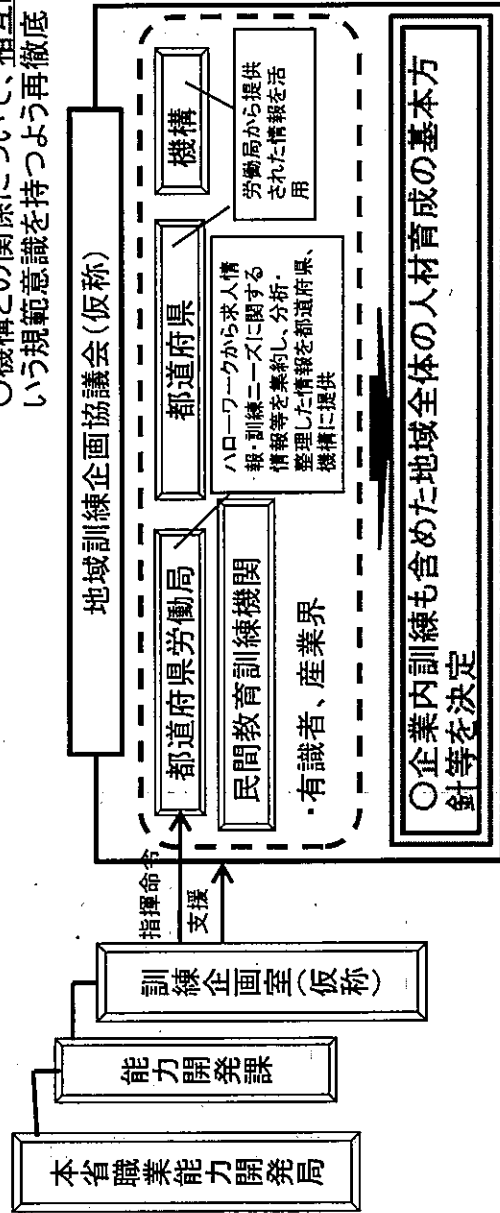 〇機構との関係について、相互に
いう規範意識を持つよう再徹底
地域訓練企画協議会（仮称）
本省職業能力開発局
能力開発課
訓練企画室（仮称）
指揮命令
支援
都道府県労働局
都道府県
機構
民間教育訓練機関
・有識者、産業界
ハローワークから求人情
報・訓練ニーズに関する
情報等を集約し、分析・
整理した情報を都道府県、
機構に提供
労働局から提供
された情報を活
用
〇企業内訓練も含めた地域全体の人材育成の基本方
針等を決定